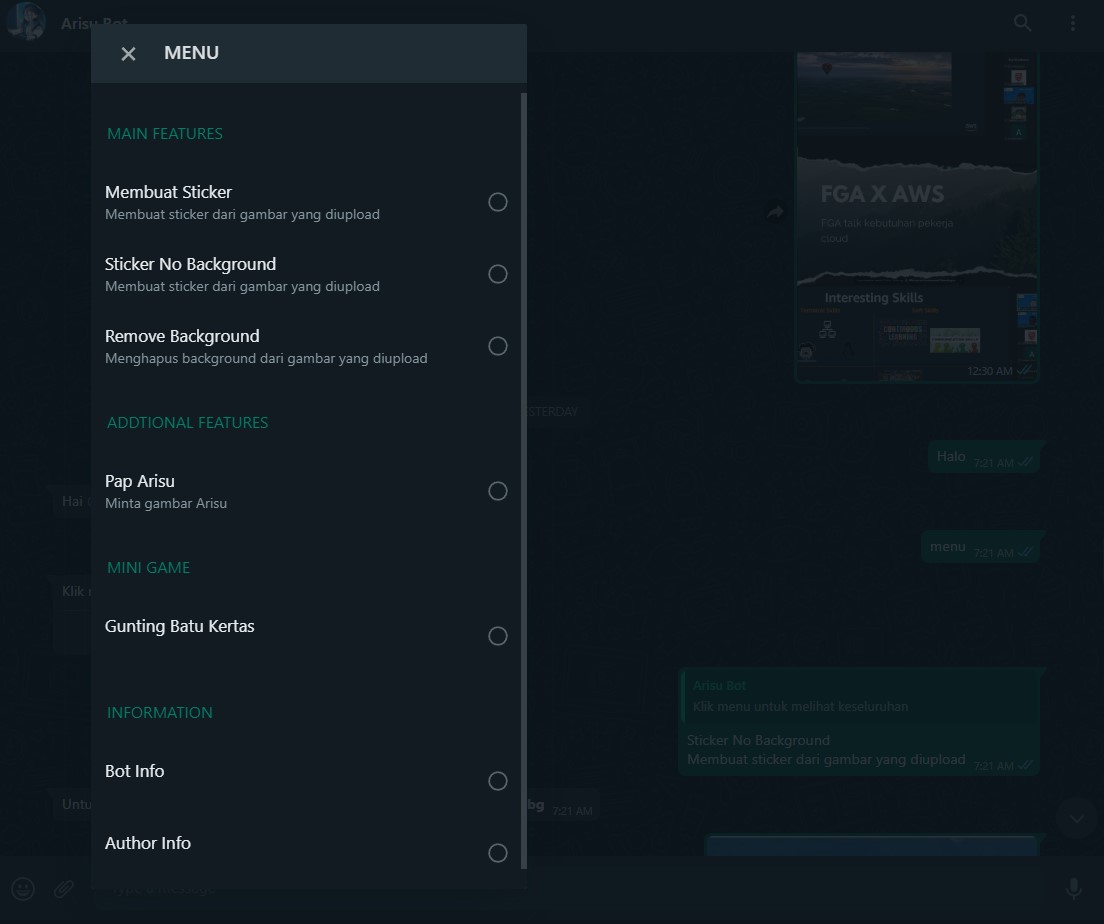 Arisu Bot
MENU
MAIN FEATURES
Membuat Sticker
Membuat sticker dari gambar yang diupload
Sticker No Background
Membuat sticker dari gambar yang diupload
Remove Background
Menghapus background dari gambar yang diupload
ADDTIONAL FEATURES
Pap Arisu
Minta gambar Arisu
MINI GAME
Gunting Batu Kertas
INFORMATION
Bot Info
Author Info
FGA X AWS
FGA taik kebutuhan pekerja
cloud
Interesting Skills
CONTINUOUS
LEARNING
12:30 AM
STERDAY
Halo 7:21 AM
Hai
menu 7:21 AM
Klik
Arisu Bot
Klik menu untuk melihat keseluruhan
Sticker No Background
Membuat sticker dari gambar yang diupload 7:21 AM
Untu
bg 7:21 AM
Type a message